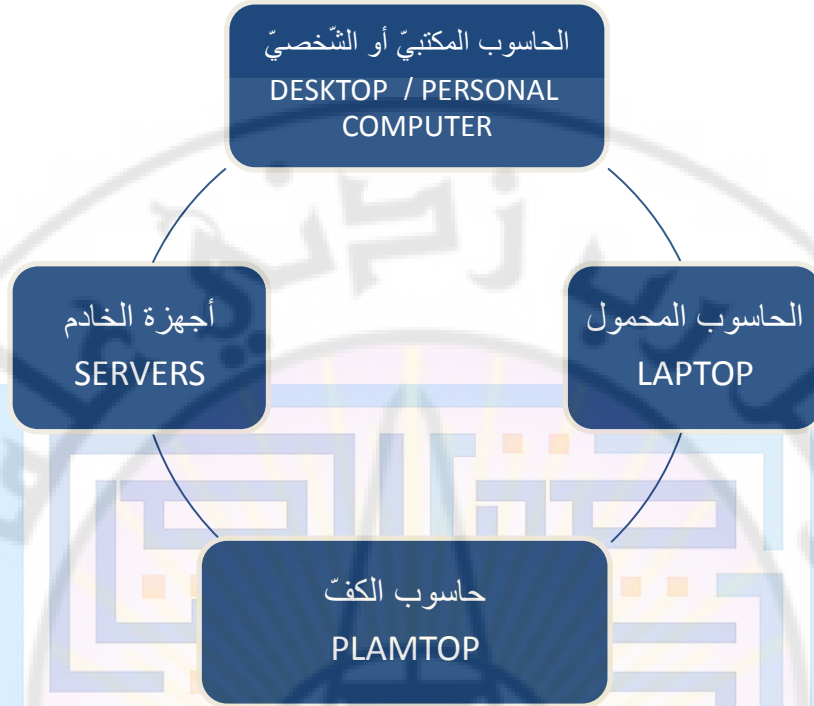 الحاسوب المكتبيّ أو الشّخصيّ
DESKTOP / PERSONAL
COMPUTER
الحاسوب المحمول
LAPTOP
أجهزة الخادم
SERVERS
حاسوب الكفّ
PLAMTOP